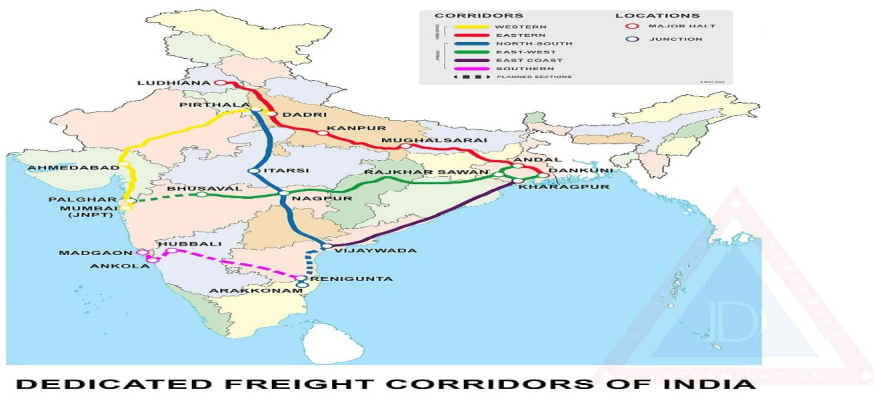 CORRIDORS
WESTERN
EASTERN
NORTH-SOUTH
EAST-WEST
EAST COAST
SOUTHERN
PLANNED SECTIONS
LOCATIONS
MAJOR HALT
JUNCTION
LUDHIANA
PIRTHALA
DADRI
KANPUR
MUGHALSARAI
ANDAL
AHMEDABAD
ITARSI
RAJKHAR SAWAN
DANKUNI
BHUSAVAL
KHARAGPUR
PALGHAR
NAGPUR
MUMBAI
(JNPT)
HUBBALI
MADGAON
VIJAYWADA
ANKOLA
RENIGUNTA
ARAKKONAM
D
DETERMINATION
DEDICATED FREIGHT CORRIDORS OF INDIA